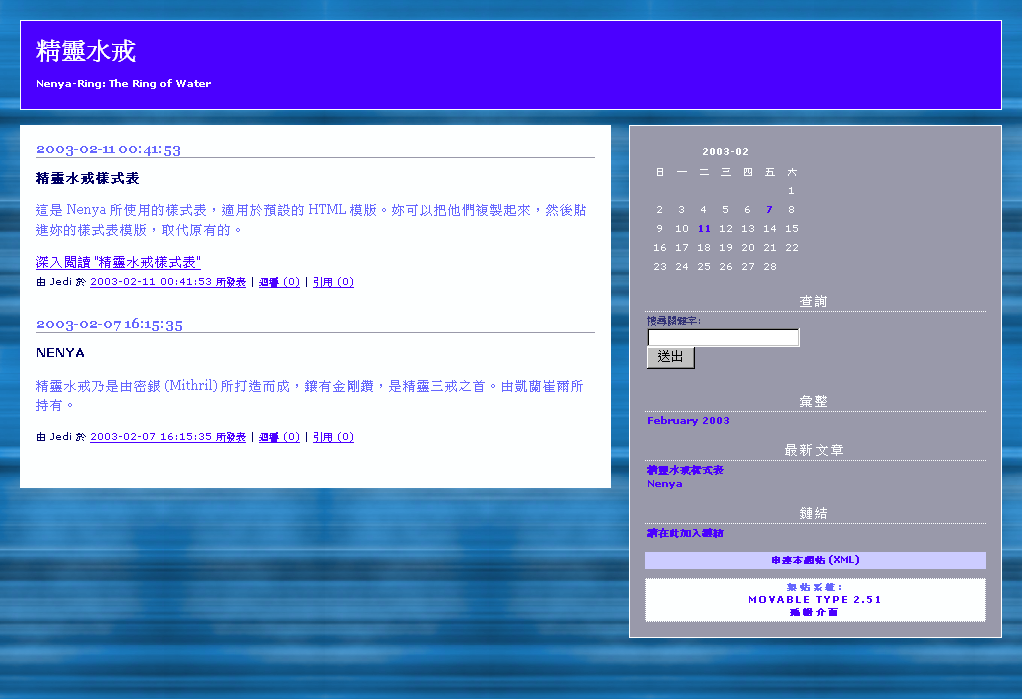 精靈水戒
Nenya-Ring: The Ring of Water
2003-02-11 00:41:53
精靈水戒樣式表
這是 Nenya 所使用的樣式表，適用於預設的 HTML 模版。妳可以把他們複製起來，然後貼
進妳的樣式表模版，取代原有的。
深入閱讀 "精靈水戒樣式表"
由 Jedi 於 2003-02-11 00:41:53 所發表 | 迴響 (0) | 引用 (0)
2003-02-07 16:15:35
NENYA
精靈水戒乃是由密銀 (Mithril) 所打造而成，鑲有金剛鑽，是精靈三戒之首。由凱蘭崔爾所
持有。
由 Jedi 於 2003-02-07 16:15:35 所發表 | 迴響 (0) | 引用 (0)
2003-02
日 一 二 三 四 五 六
1
2 3 4 5 6 7 8
9 10 11 12 13 14 15
16 17 18 19 20 21 22
23 24 25 26 27 28
查詢
搜尋關鍵字:
送出
彙整
February 2003
最新文章
精靈水戒樣式表
Nenya
鏈結
請在此加入鏈結
串連本網站 (XML)
架站系統:
MOVABLE TYPE 2.51
編輯介面